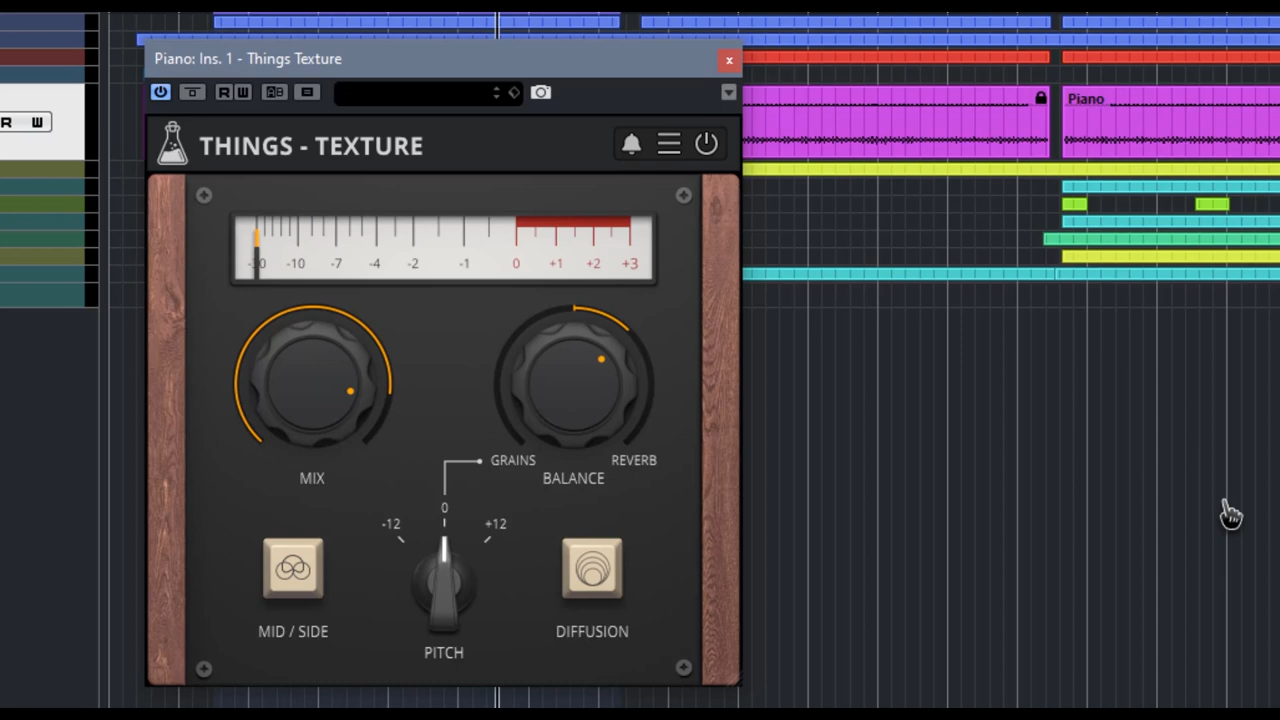 Piano: Ins. 1 - Things Texture
x
R W
R W
Piano
THINGS - TEXTURE
-10 -7 -4 -2 -1 0 +1 +2 +3
GRAINS REVERB
MIX BALANCE
0
-12 +12
MID / SIDE DIFFUSION
PITCH